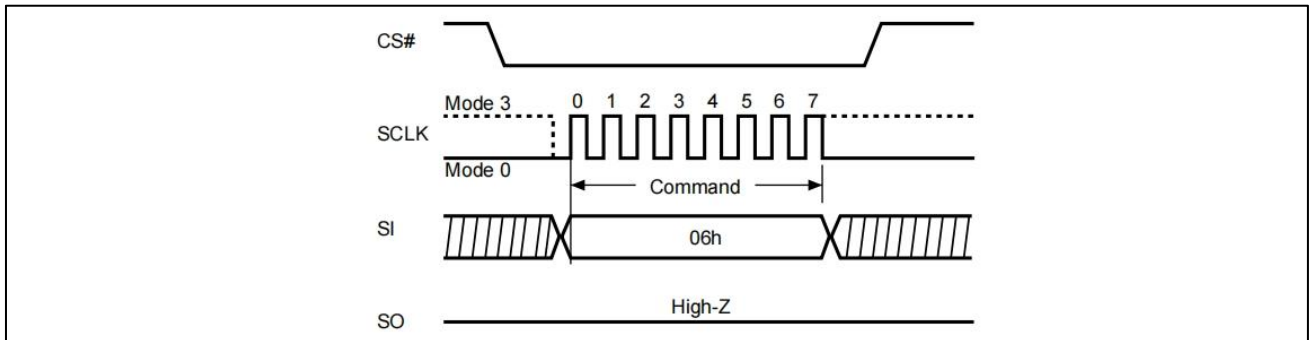 CS#
Mode 3
0 1 2 3 4 5 6 7
SCLK
Mode 0
Command
SI
06h
High-Z
SO